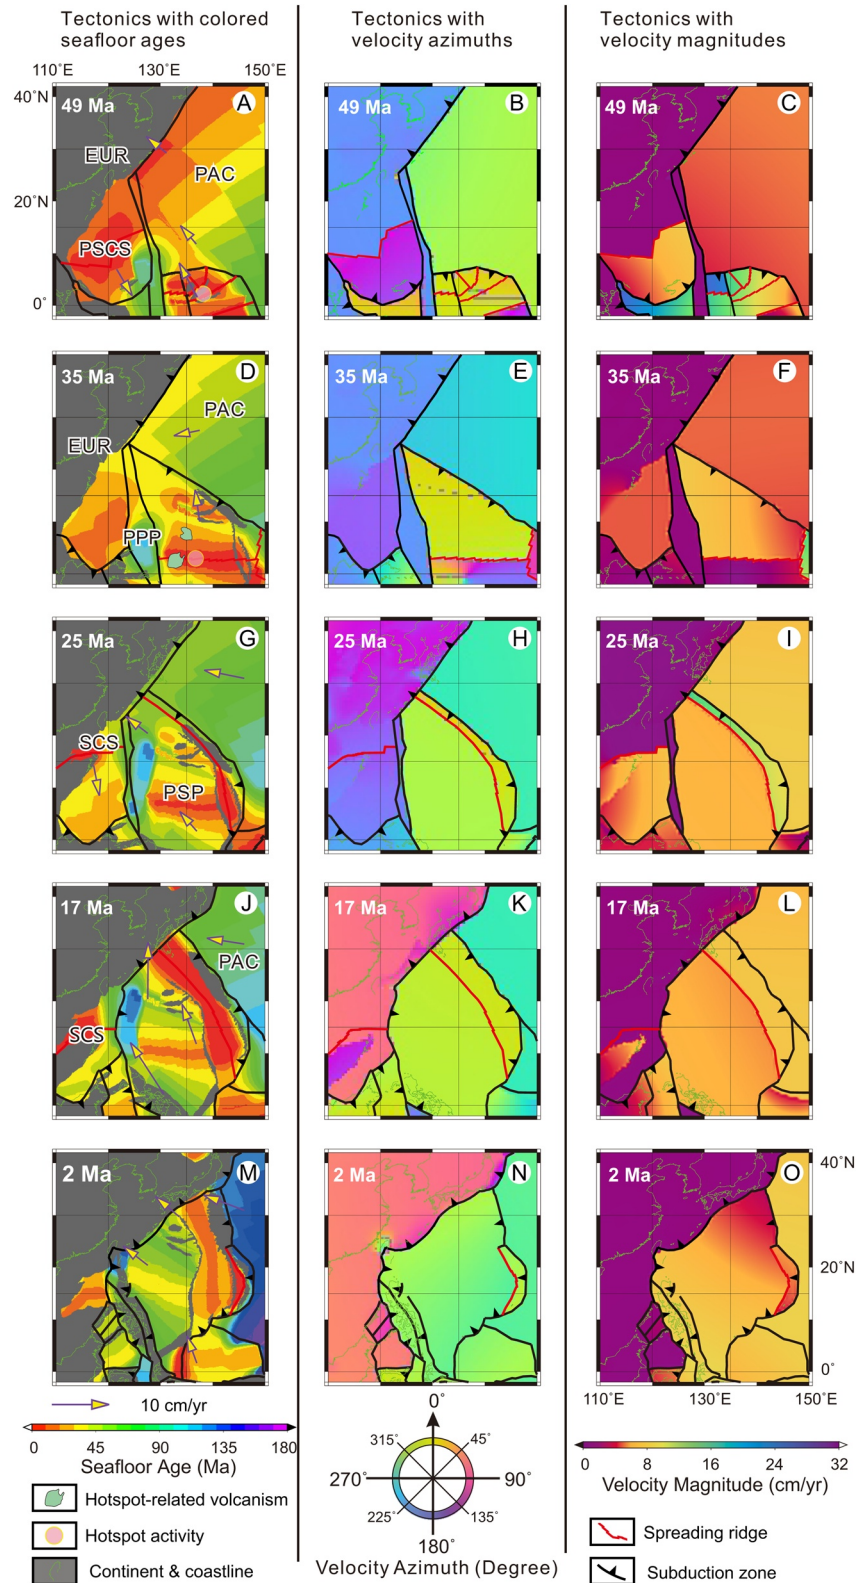 Tectonics with colored
seafloor ages
Tectonics with
velocity azimuths
Tectonics with
velocity magnitudes
110°E 130°E 150°E
40°N
20°N
0°
49 Ma
A
EUR
PAC
PSCS
49 Ma
B
49 Ma
C
35 Ma
D
PAC
EUR
PPP
35 Ma
E
35 Ma
F
25 Ma
G
SCS
PSP
25 Ma
H
25 Ma
I
17 Ma
J
PAC
SCS
17 Ma
K
17 Ma
L
2 Ma
M
2 Ma
N
2 Ma
O
40°N
20°N
0°
110°E 130°E 150°E
10 cm/yr
0 45 90 135 180
Seafloor Age (Ma)
Hotspot-related volcanism
Hotspot activity
Continent & coastline
0°
315° 45°
270° 90°
225° 135°
180°
Velocity Azimuth (Degree)
0 8 16 24 32
Velocity Magnitude (cm/yr)
Spreading ridge
Subduction zone